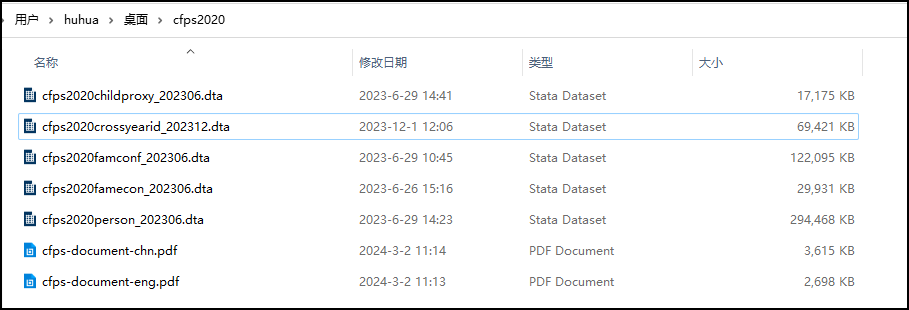 用户 › huhua › 桌面 › cfps2020
名称 修改日期 类型 大小
cfps2020childproxy_202306.dta 2023-6-29 14:41 Stata Dataset 17,175 KB
cfps2020crossyearid_202312.dta 2023-12-1 12:06 Stata Dataset 69,421 KB
cfps2020famconf_202306.dta 2023-6-29 10:45 Stata Dataset 122,095 KB
cfps2020famecon_202306.dta 2023-6-26 15:16 Stata Dataset 29,931 KB
cfps2020person_202306.dta 2023-6-29 14:23 Stata Dataset 294,468 KB
cfps-document-chn.pdf 2024-3-2 11:14 PDF Document 3,615 KB
cfps-document-eng.pdf 2024-3-2 11:13 PDF Document 2,698 KB